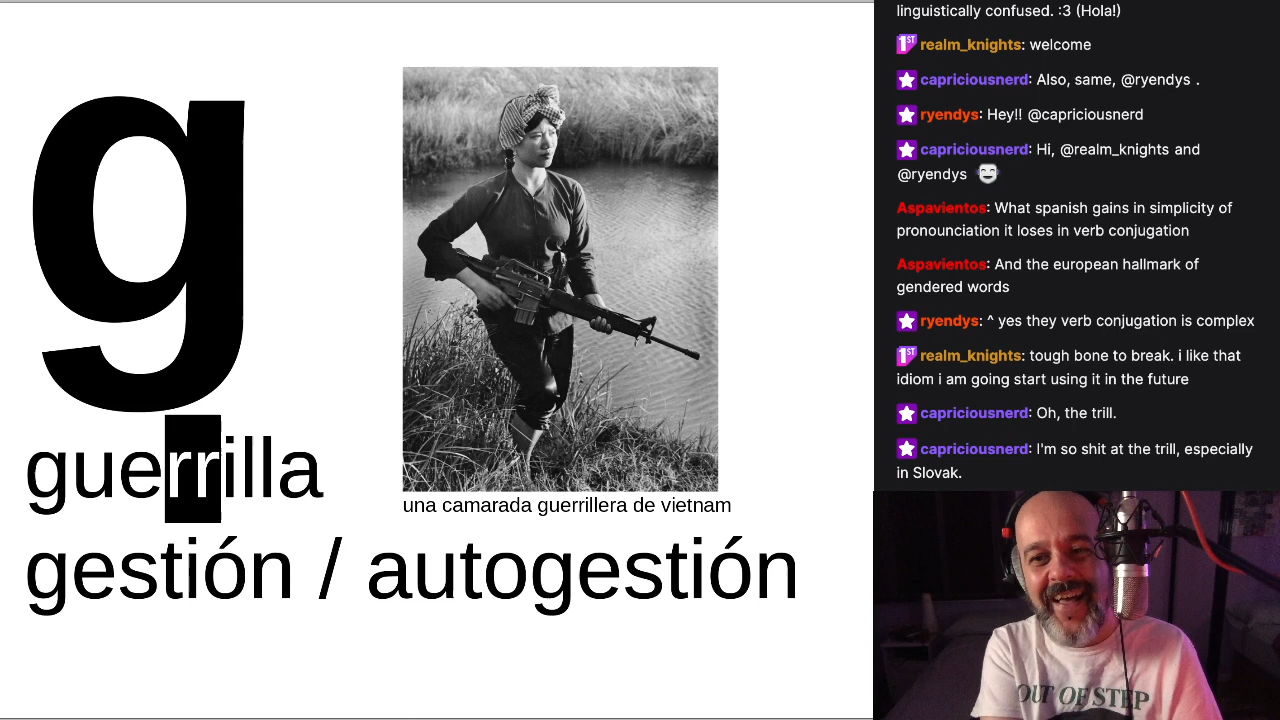 g
guerrilla
gestión / autogestión
una camarada guerrillera de vietnam
linguistically confused. :3 (Hola!)
1ST realm_knights: welcome
capriciousnerd: Also, same, @ryendys .
ryendys: Hey!! @capriciousnerd
capriciousnerd: Hi, @realm_knights and
@ryendys
Aspavientos: What spanish gains in simplicity of
pronounciation it loses in verb conjugation
Aspavientos: And the european hallmark of
gendered words
ryendys: ^ yes they verb conjugation is complex
1ST realm_knights: tough bone to break. i like that
idiom i am going start using it in the future
capriciousnerd: Oh, the trill.
capriciousnerd: I'm so shit at the trill, especially
in Slovak.
OUT OF STEP